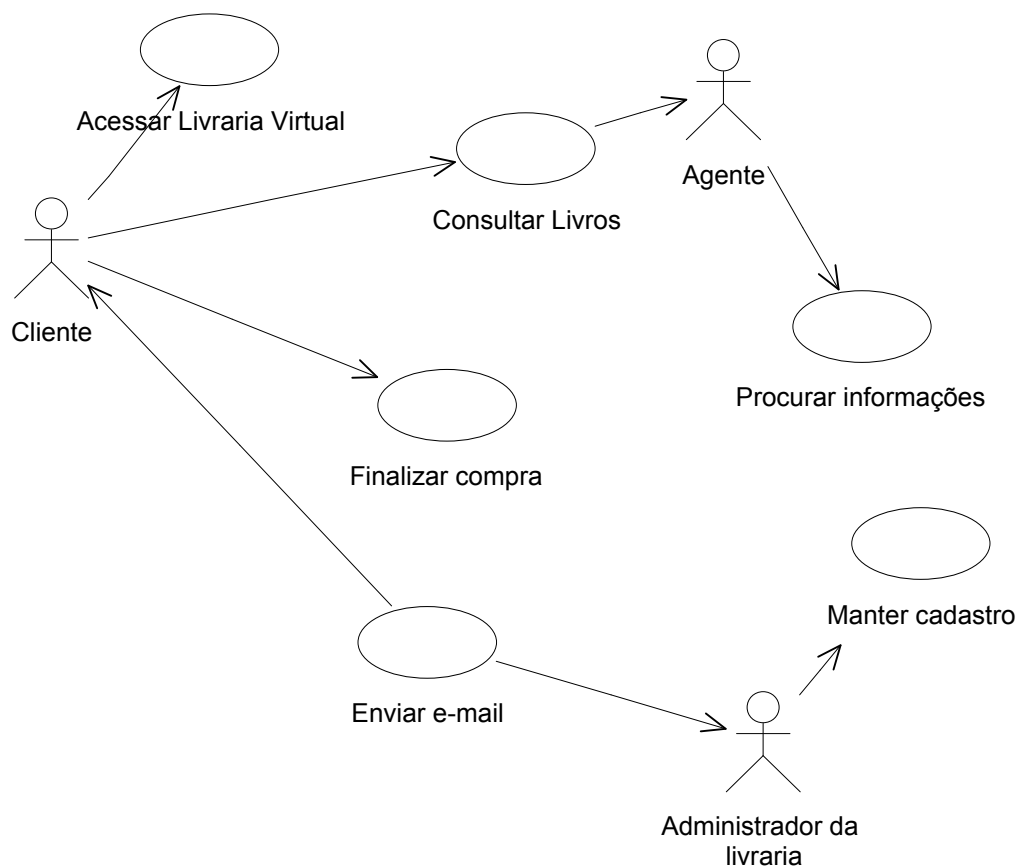 Acessar Livraria Virtual
Agente
Consultar Livros
Cliente
Procurar informações
Finalizar compra
Manter cadastro
Enviar e-mail
Administrador da
livraria